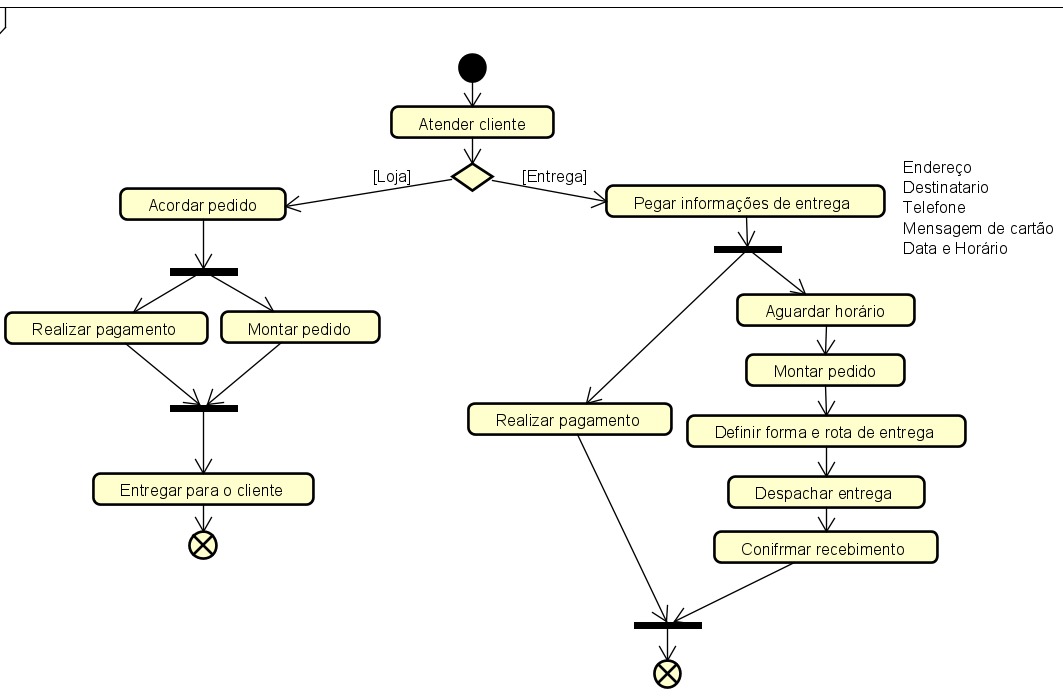 Atender cliente
[Loja]
[Entrega]
Acordar pedido
Pegar informações de entrega
Endereço
Destinatario
Telefone
Mensagem de cartão
Data e Horário
Realizar pagamento
Montar pedido
Aguardar horário
Montar pedido
Realizar pagamento
Definir forma e rota de entrega
Entregar para o cliente
Despachar entrega
Conifrmar recebimento